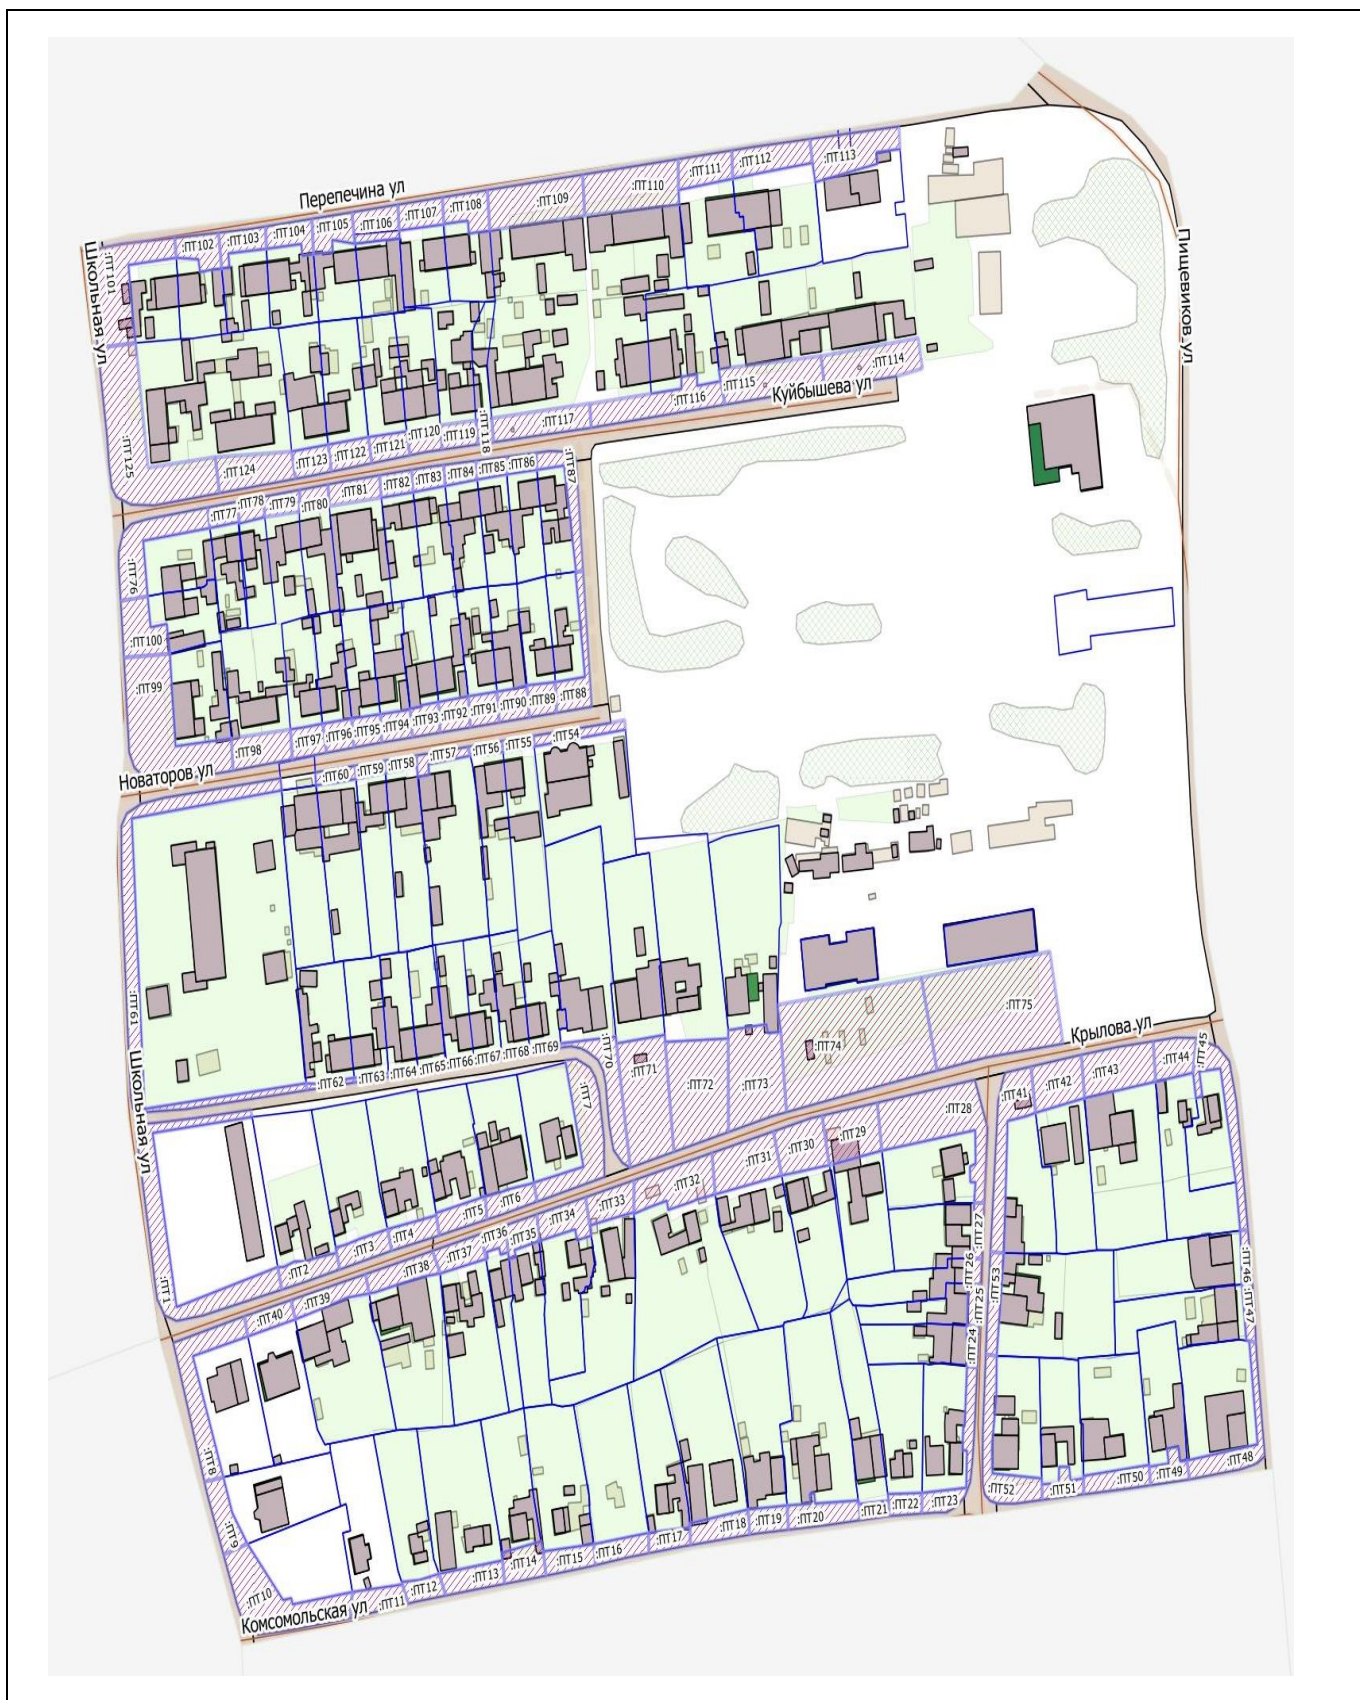 Перепечина ул
:ПТ113
:ПТ112
:ПТ111
:ПТ110
:ПТ109
:ПТ108
:ПТ107
:ПТ106
:ПТ105
:ПТ104
:ПТ103
:ПТ102
:ПТ101
Школьная ул
Пищевиков ул
:ПТ114
:ПТ115
Куйбышева ул
:ПТ116
:ПТ117
:ПТ118
:ПТ119
:ПТ120
:ПТ121
:ПТ122
:ПТ123
:ПТ124
:ПТ125
:ПТ87
:ПТ86
:ПТ85
:ПТ84
:ПТ83
:ПТ82
:ПТ81
:ПТ80
:ПТ79
:ПТ78
:ПТ77
:ПТ76
:ПТ100
:ПТ99
:ПТ88
:ПТ89
:ПТ90
:ПТ91
:ПТ92
:ПТ93
:ПТ94
:ПТ95
:ПТ96
:ПТ97
:ПТ98
Новаторов ул
:ПТ54
:ПТ55
:ПТ56
:ПТ57
:ПТ58
:ПТ59
:ПТ60
:ПТ61
:ПТ62
:ПТ63
:ПТ64
:ПТ65
:ПТ66
:ПТ67
:ПТ68
:ПТ69
:ПТ70
:ПТ71
:ПТ72
:ПТ73
:ПТ74
:ПТ75
Крылова ул
Школьная ул
:ПТ7
:ПТ6
:ПТ5
:ПТ4
:ПТ3
:ПТ2
:ПТ1
:ПТ45
:ПТ44
:ПТ43
:ПТ42
:ПТ41
:ПТ28
:ПТ29
:ПТ30
:ПТ31
:ПТ32
:ПТ33
:ПТ34
:ПТ35
:ПТ36
:ПТ37
:ПТ38
:ПТ39
:ПТ40
:ПТ27
:ПТ26
:ПТ25
:ПТ24
:ПТ53
:ПТ46
:ПТ47
:ПТ8
:ПТ9
:ПТ10
:ПТ48
:ПТ49
:ПТ50
:ПТ51
:ПТ52
:ПТ23
:ПТ22
:ПТ21
:ПТ20
:ПТ19
:ПТ18
:ПТ17
:ПТ16
:ПТ15
:ПТ14
:ПТ13
:ПТ12
:ПТ11
Комсомольская ул